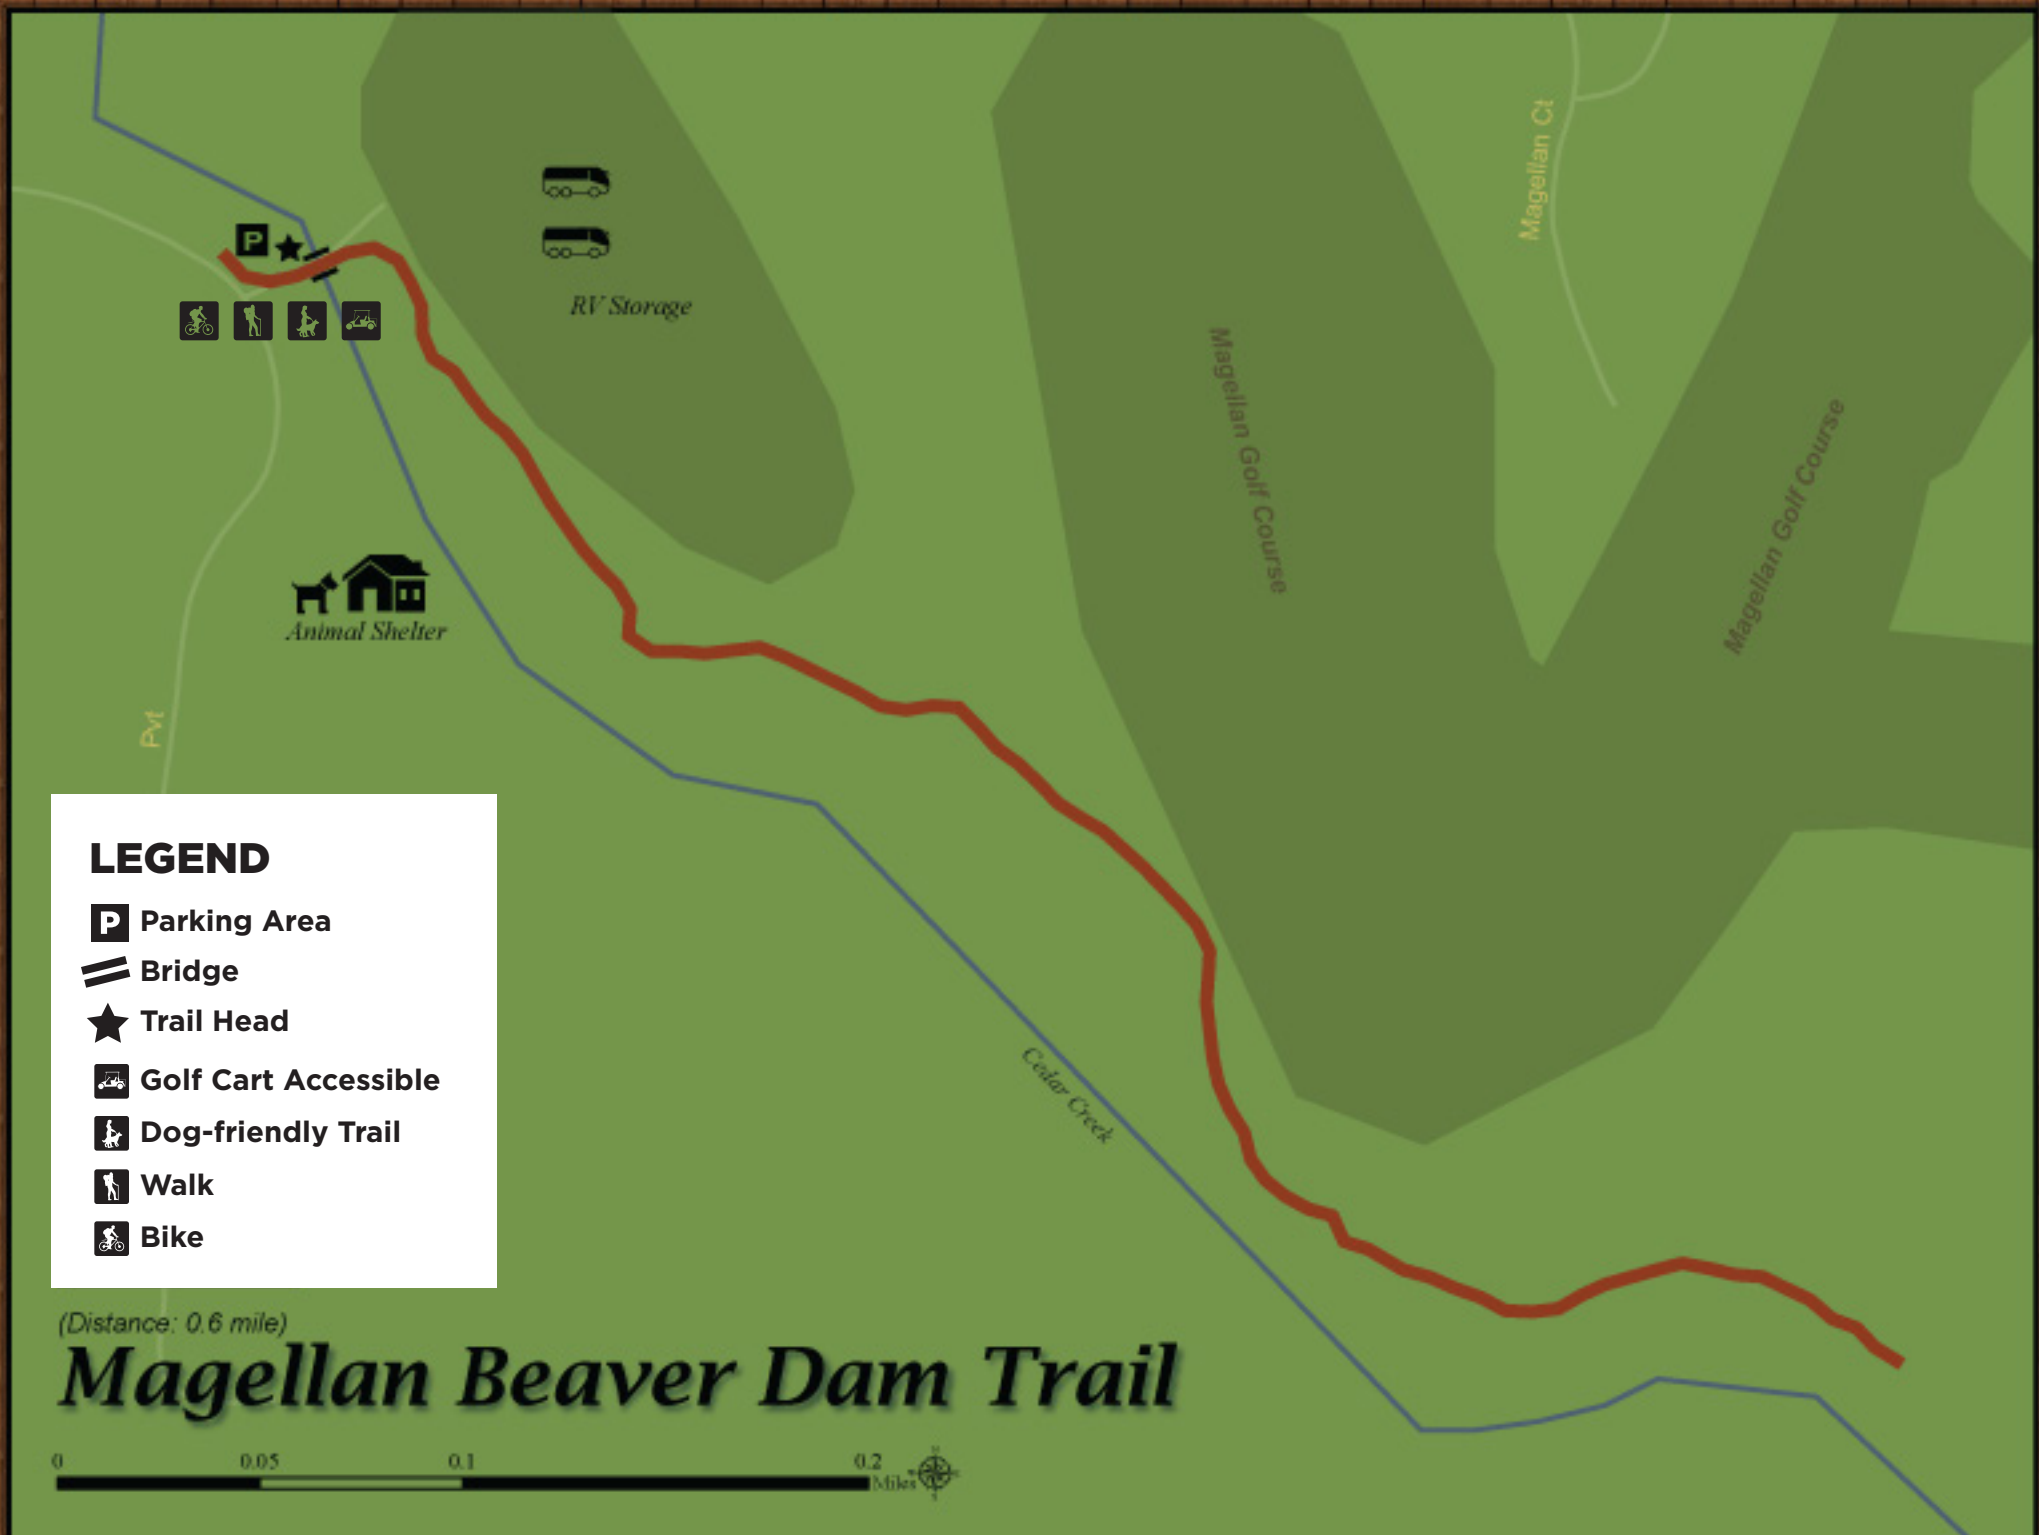 P
RV Storage
Magellan Ct
Magellan Golf Course
Magellan Golf Course
Animal Shelter
Pvt
Cedar Creek
LEGEND
P Parking Area
Bridge
Trail Head
Golf Cart Accessible
Dog-friendly Trail
Walk
Bike
(Distance: 0.6 mile)
Magellan Beaver Dam Trail
0 0.05 0.1 0.2
Miles